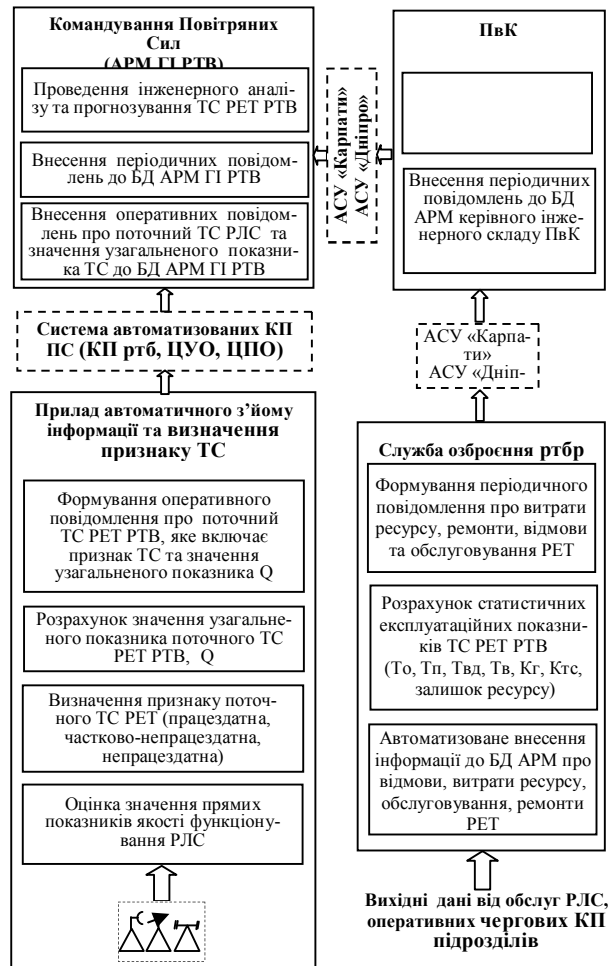 Командування Повітряних
Сил
(АРМ ГІ РТВ)
Проведення інженерного аналі-
зу та прогнозування ТС РЕТ РТВ
Внесення періодичних повідом-
лень до БД АРМ ГІ РТВ
Внесення оперативних повідом-
лень про поточний ТС РЛС та
значення узагальненого показни-
ка ТС до БД АРМ ГІ РТВ
АСУ «Карпати»
АСУ «Дніпро»
ПвК
Внесення періодичних
повідомлень до БД
АРМ керівного інже-
нерного складу ПвК
Система автоматизованих КП
ПС (КП ртб, ЦУО, ЦПО)
АСУ «Карпа-
ти»
АСУ «Дніп-
Прилад автоматичного з’йому
інформації та визначення
признаку ТС
Формування оперативного
повідомлення про поточний
ТС РЕТ РТВ, яке включає
признак ТС та значення
узагальненого показника Q
Розрахунок значення узагальне-
ного показника поточного ТС
РЕТ РТВ, Q
Визначення признаку поточ-
ного ТС РЕТ (працездатна,
частково-непрацездатна,
непрацездатна)
Оцінка значення прямих
показників якості функціону-
вання РЛС
Служба озброєння ртбр
Формування періодичного
повідомлення про витрати
ресурсу, ремонти, відмови
та обслуговування РЕТ
Розрахунок статистичних
експлуатаційних показни-
ків ТС РЕТ РТВ
(То, Тп, Твд, Тв, Кг, Ктс,
залишок ресурсу)
Автоматизоване внесення
інформації до БД АРМ про
відмови, витрати ресурсу,
обслуговування, ремонти
РЕТ
Вихідні дані від обслуг РЛС,
оперативних чергових КП
підрозділів